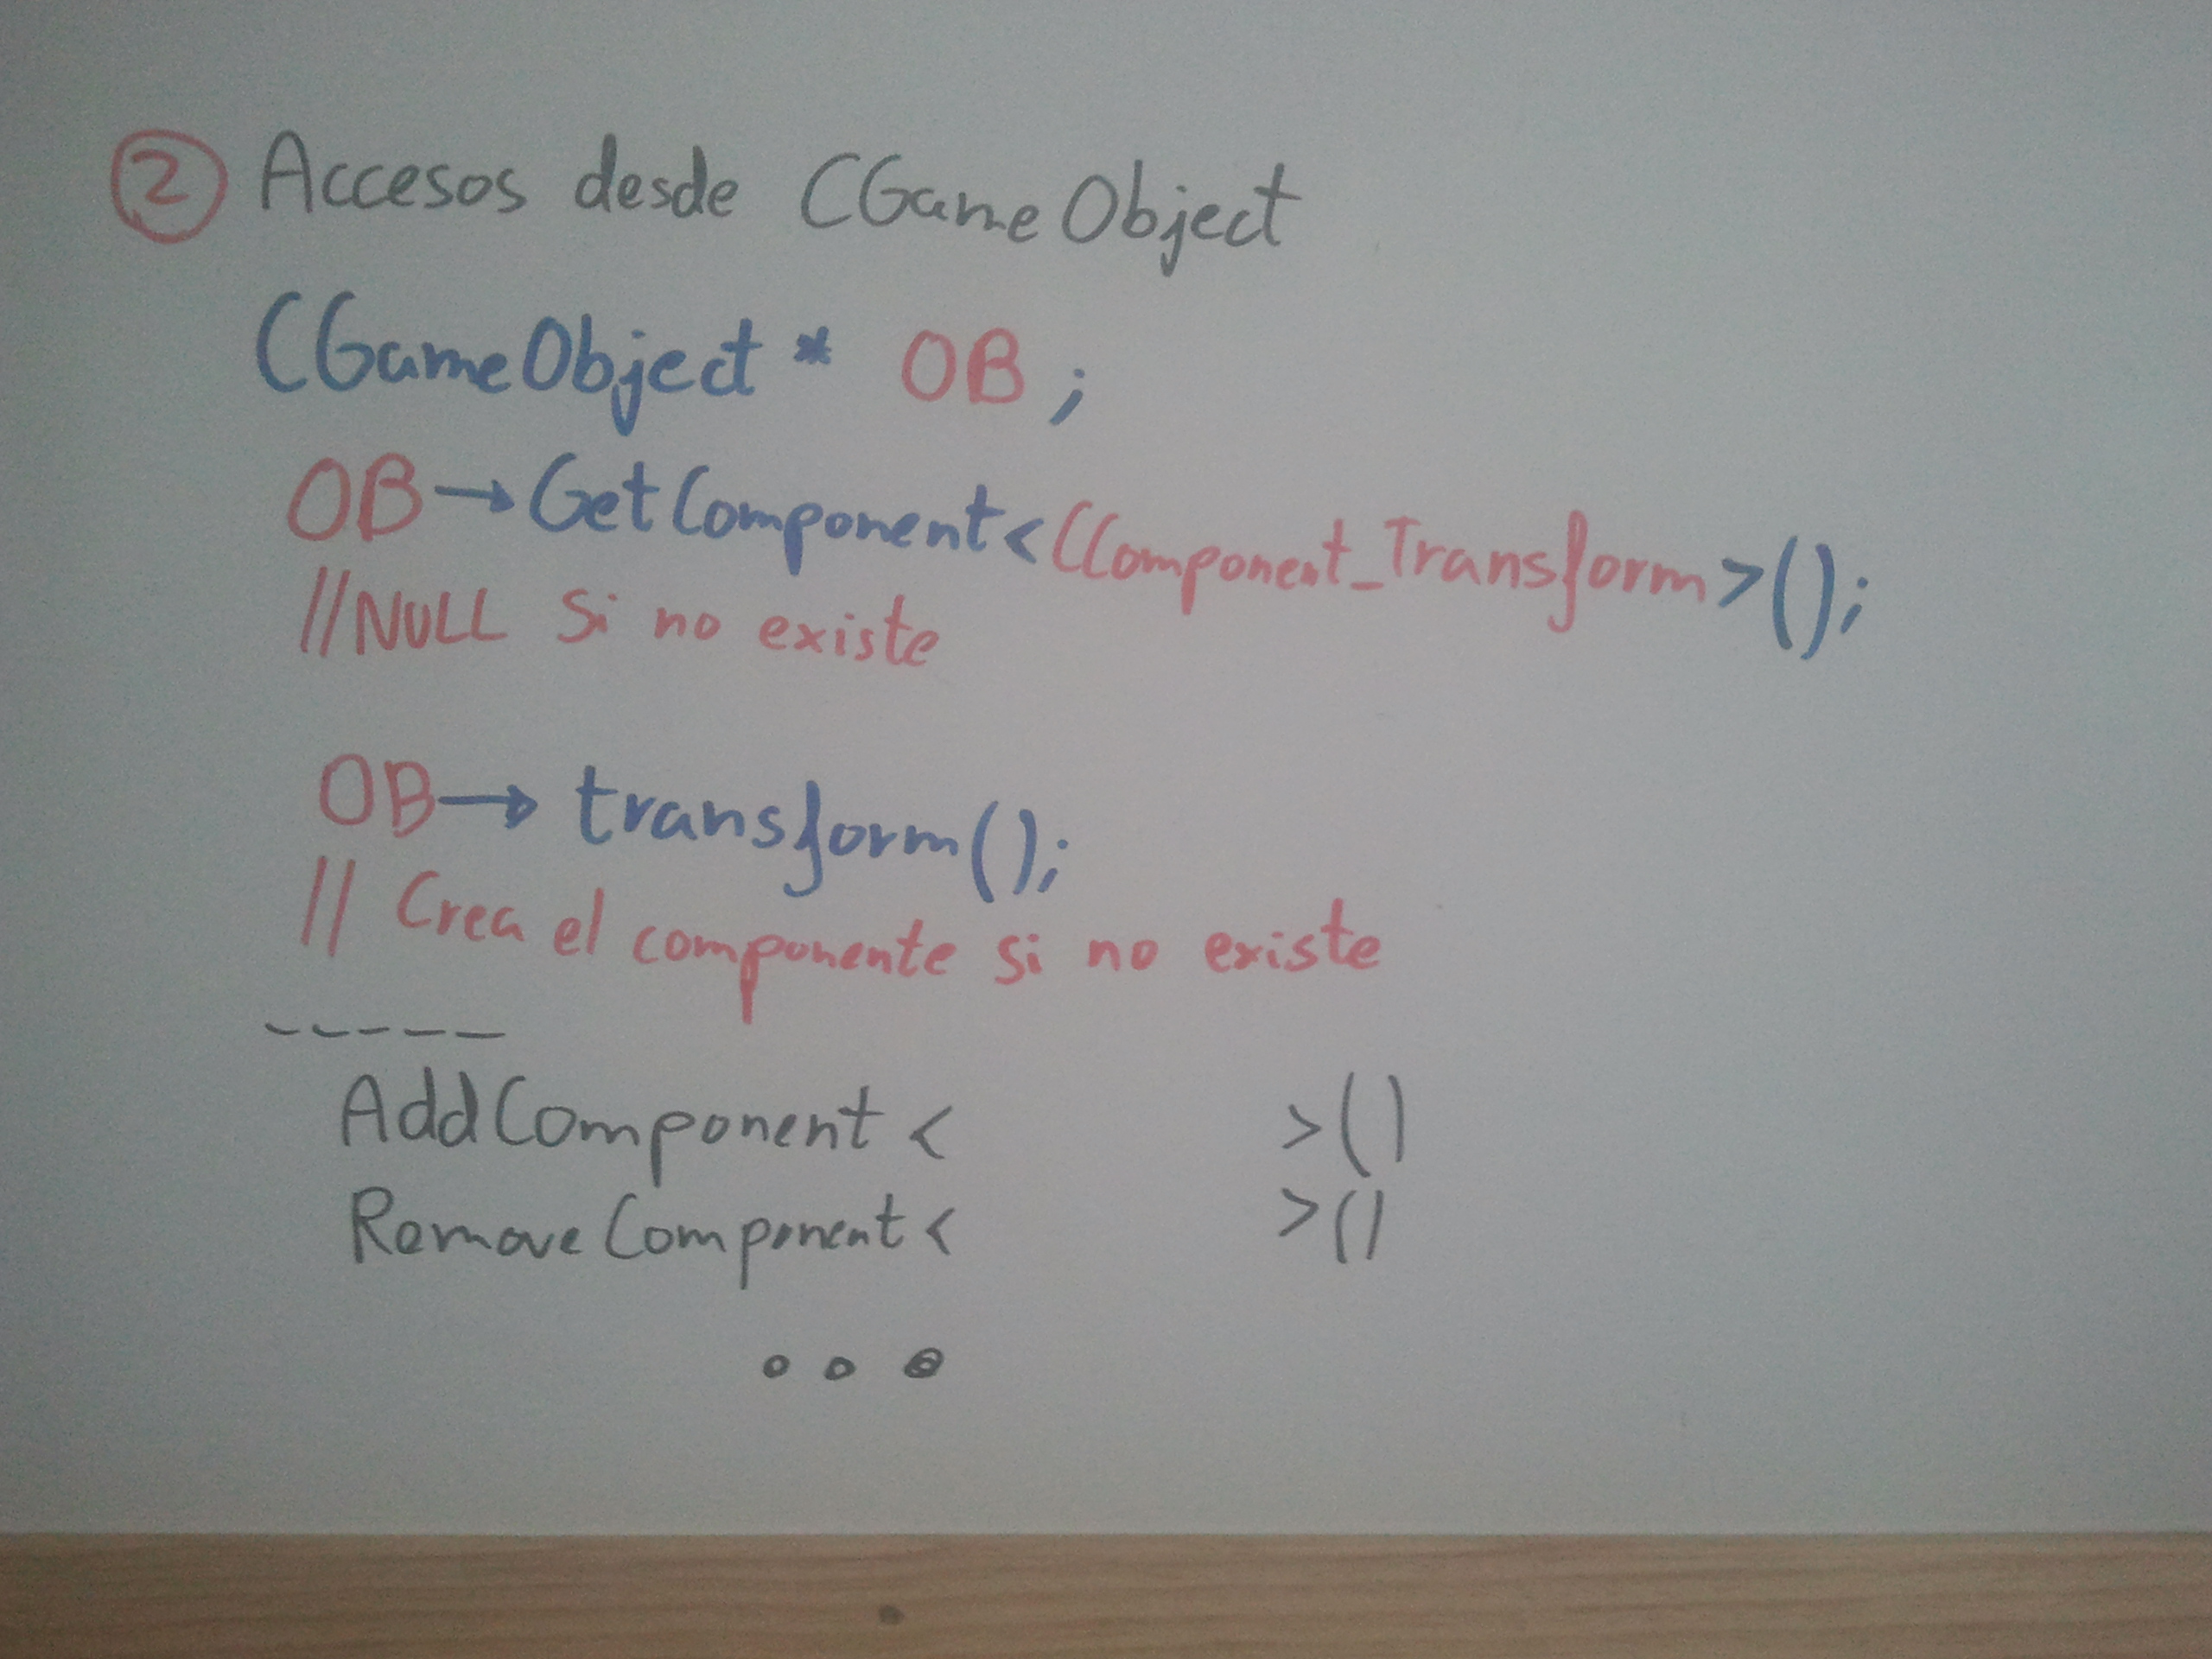 2 Accesos desde CGameObject
CGameObject * OB ;
OB→GetComponent<CComponent_Transform>();
//NULL si no existe
OB→ transform();
// Crea el componente si no existe
-----
AddComponent < >()
RemoveComponent < >()
...